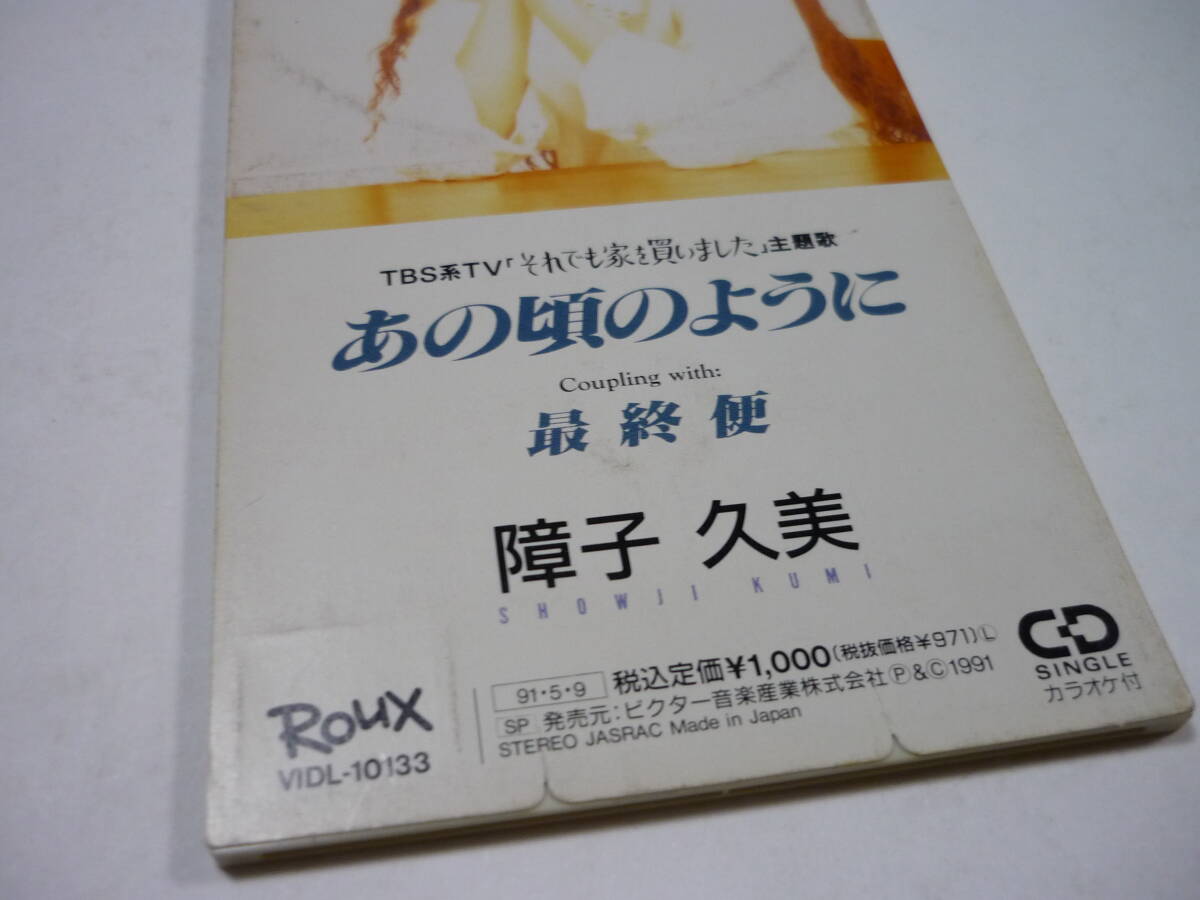 TBS系TV「それでも家を買いました」主題歌
あの頃のように
Coupling with:
最終便
障子 久美
SHOWJI KUMI
CD
SINGLE
カラオケ付
91・5・9 税込定価¥1,000(税抜価格¥971)Ⓛ
SP 発売元:ビクター音楽産業株式会社Ⓟ&Ⓒ1991
STEREO JASRAC Made in Japan
Roux
VIDL-10133